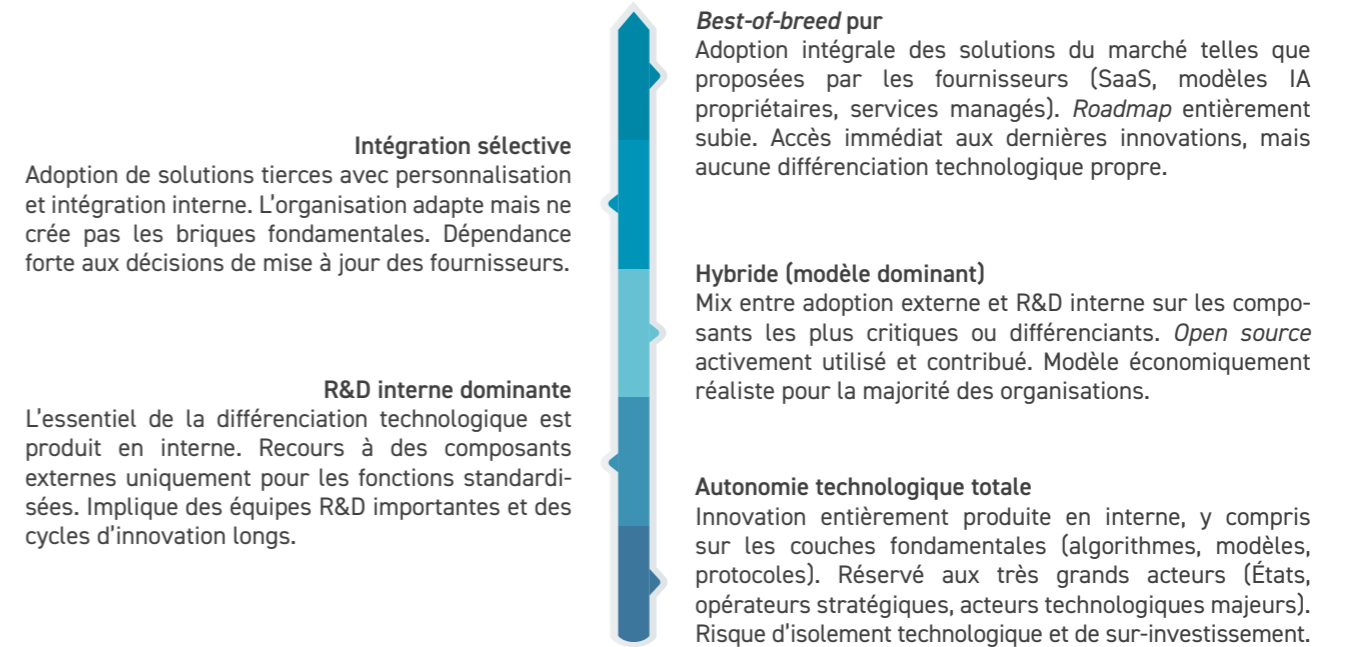 Best-of-breed pur
Adoption intégrale des solutions du marché telles que
proposées par les fournisseurs (SaaS, modèles IA
propriétaires, services managés). Roadmap entièrement
subie. Accès immédiat aux dernières innovations, mais
aucune différenciation technologique propre.
Intégration sélective
Adoption de solutions tierces avec personnalisation
et intégration interne. L'organisation adapte mais ne
crée pas les briques fondamentales. Dépendance
forte aux décisions de mise à jour des fournisseurs.
Hybride (modèle dominant)
Mix entre adoption externe et R&D interne sur les compo-
sants les plus critiques ou différenciants. Open source
activement utilisé et contribué. Modèle économiquement
réaliste pour la majorité des organisations.
R&D interne dominante
L'essentiel de la différenciation technologique est
produit en interne. Recours à des composants
externes uniquement pour les fonctions standardi-
sées. Implique des équipes R&D importantes et des
cycles d'innovation longs.
Autonomie technologique totale
Innovation entièrement produite en interne, y compris
sur les couches fondamentales (algorithmes, modèles,
protocoles). Réservé aux très grands acteurs (États,
opérateurs stratégiques, acteurs technologiques majeurs).
Risque d'isolement technologique et de sur-investissement.